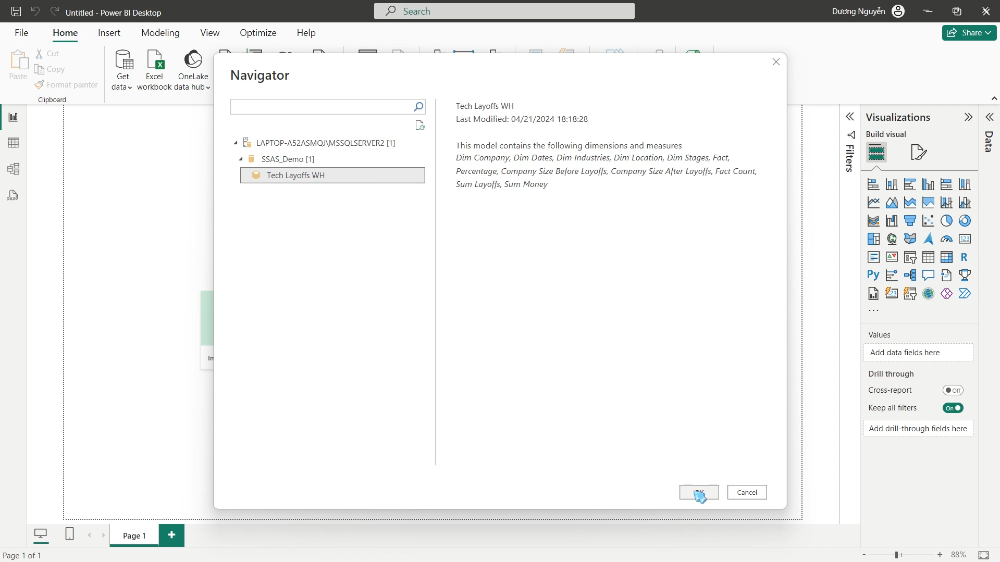 Untitled - Power BI Desktop
Search
Dương Nguyễn
File
Home
Insert
Modeling
View
Optimize
Help
Share
Paste
Cut
Copy
Format painter
Clipboard
Get data
Excel workbook
OneLake data hub
Navigator
LAPTOP-A52ASMQJ\MSSQLSERVER2 [1]
SSAS_Demo [1]
Tech Layoffs WH
Tech Layoffs WH
Last Modified: 04/21/2024 18:18:28
This model contains the following dimensions and measures
Dim Company, Dim Dates, Dim Industries, Dim Location, Dim Stages, Fact,
Percentage, Company Size Before Layoffs, Company Size After Layoffs, Fact Count,
Sum Layoffs, Sum Money
Cancel
DAX
Filters
Visualizations
Build visual
123
R
Py
123
Values
Add data fields here
Drill through
Cross-report
Off
Keep all filters
On
Add drill-through fields here
Data
Page 1
Page 1 of 1
88%